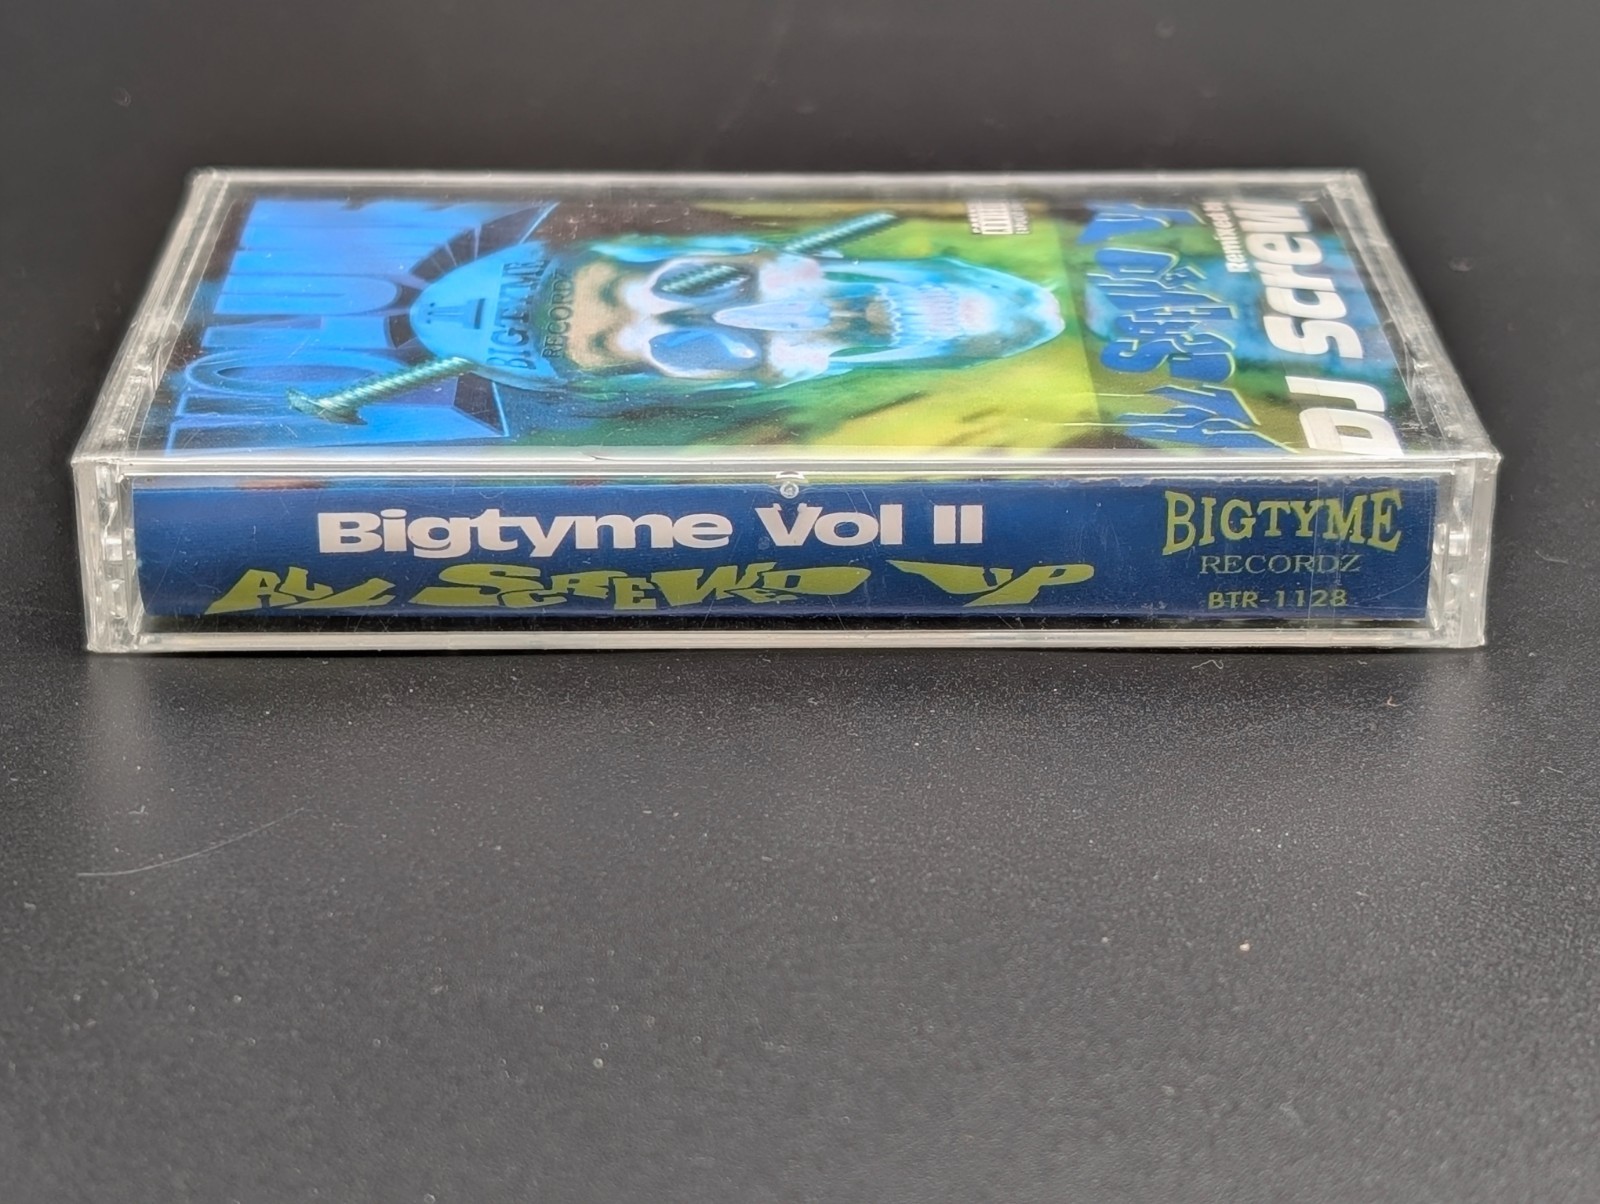 VOLUME
II
BIGTYME
RECORDZ
ALL SCREWED UP
Remixed by
DJ Screw
Bigtyme Vol II
ALL SCREWED UP
BIGTYME
RECORDZ
BTR-1128